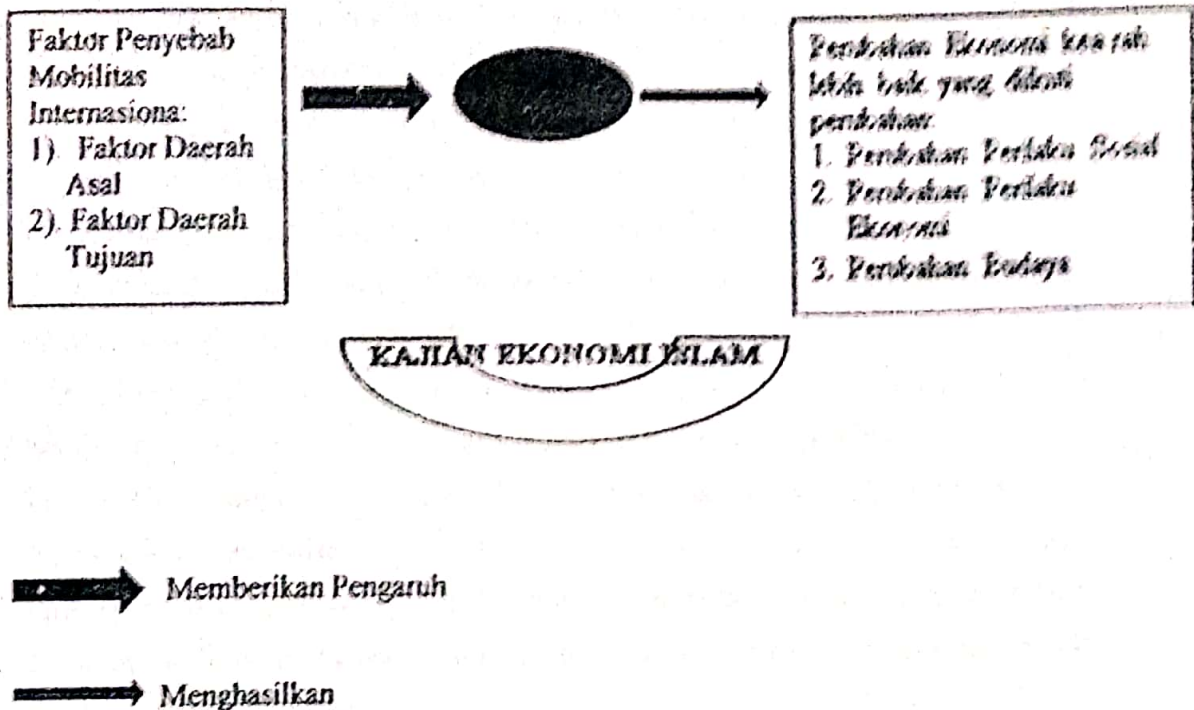 Faktor Penyebab
Mobilitas
Internasiona:
1). Faktor Daerah
Asal
2). Faktor Daerah
Tujuan
Perubahan Ekonomi kearah
lebih baik yang
perubahan
1. Perubahan Perilaku Sosial
2. Perubahan Perilaku
Ekonomi
3. Perubahan Budaya
KAJIAN EKONOMI ISLAM
Memberikan Pengaruh
Menghasilkan